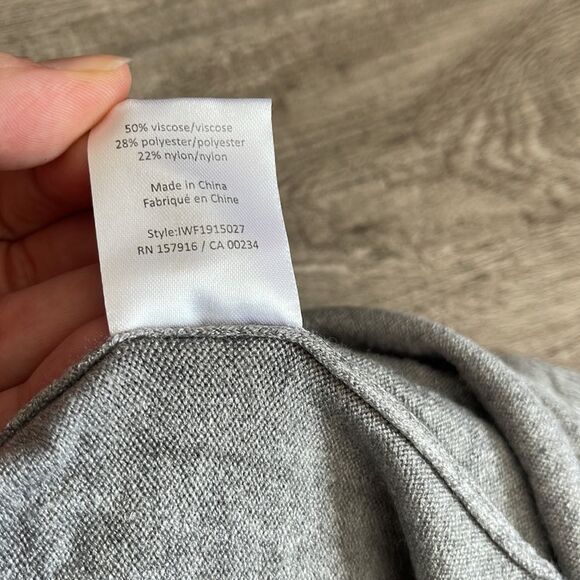 50% viscose/viscose
28% polyester/polyester
22% nylon/nylon
Made in China
Fabriqué en Chine
Style:IWF1915027
RN 157916 / CA 00234